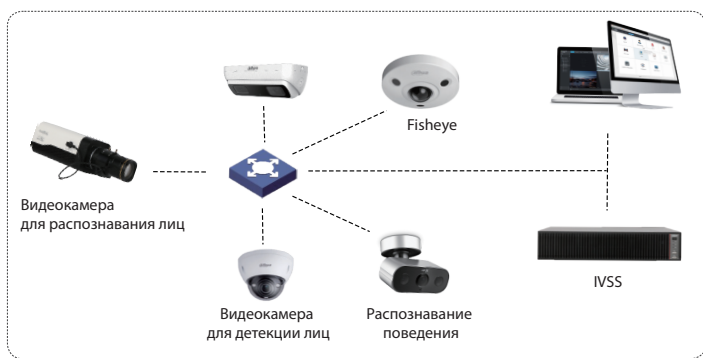 Fisheye
Видеокамера
для распознавания лиц
IVSS
Видеокамера
для детекции лиц
Распознавание
поведения